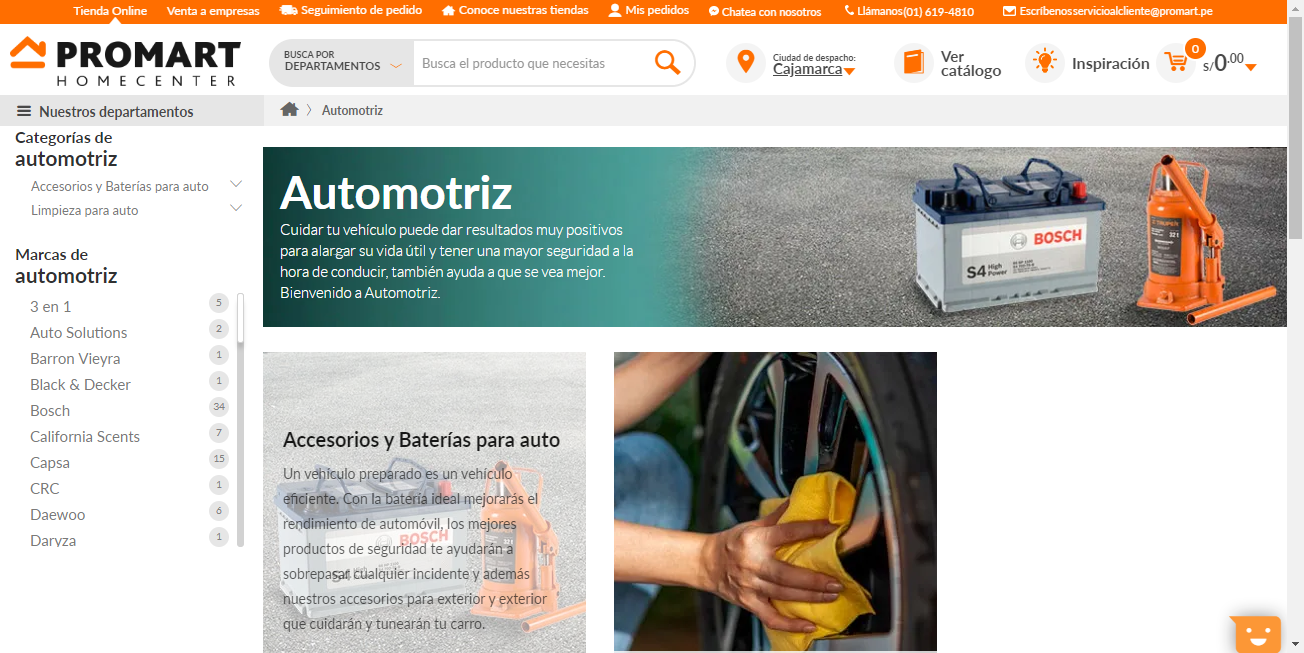 Tienda Online Venta a empresas Seguimiento de pedido Conoce nuestras tiendas Mis pedidos Chatea con nosotros Llámanos(01) 619-4810 Escríbenosservicioalcliente@promart.pe
PROMART
HOMECENTER
BUSCA POR
DEPARTAMENTOS
Busca el producto que necesitas
Ciudad de despacho:
Cajamarca
Ver
catálogo
Inspiración
0
S/0.00
Nuestros departamentos
Automotriz
Categorías de
automotriz
Accesorios y Baterías para auto
Limpieza para auto
Marcas de
automotriz
3 en 1 5
Auto Solutions 2
Barron Vieyra 1
Black & Decker 1
Bosch 34
California Scents 7
Capsa 15
CRC 1
Daewoo 6
Daryza 1
Automotriz
Cuidar tu vehículo puede dar resultados muy positivos
para alargar su vida útil y tener una mayor seguridad a la
hora de conducir, también ayuda a que se vea mejor.
Bienvenido a Automotriz.
BOSCH
S4 High
Power
Accesorios y Baterías para auto
Un vehículo preparado es un vehículo
eficiente. Con la batería ideal mejorarás el
rendimiento de automóvil, los mejores
productos de seguridad te ayudarán a
sobrepasar cualquier incidente y además
nuestros accesorios para exterior y exterior
que cuidarán y tunearán tu carro.
BOSCH
S4